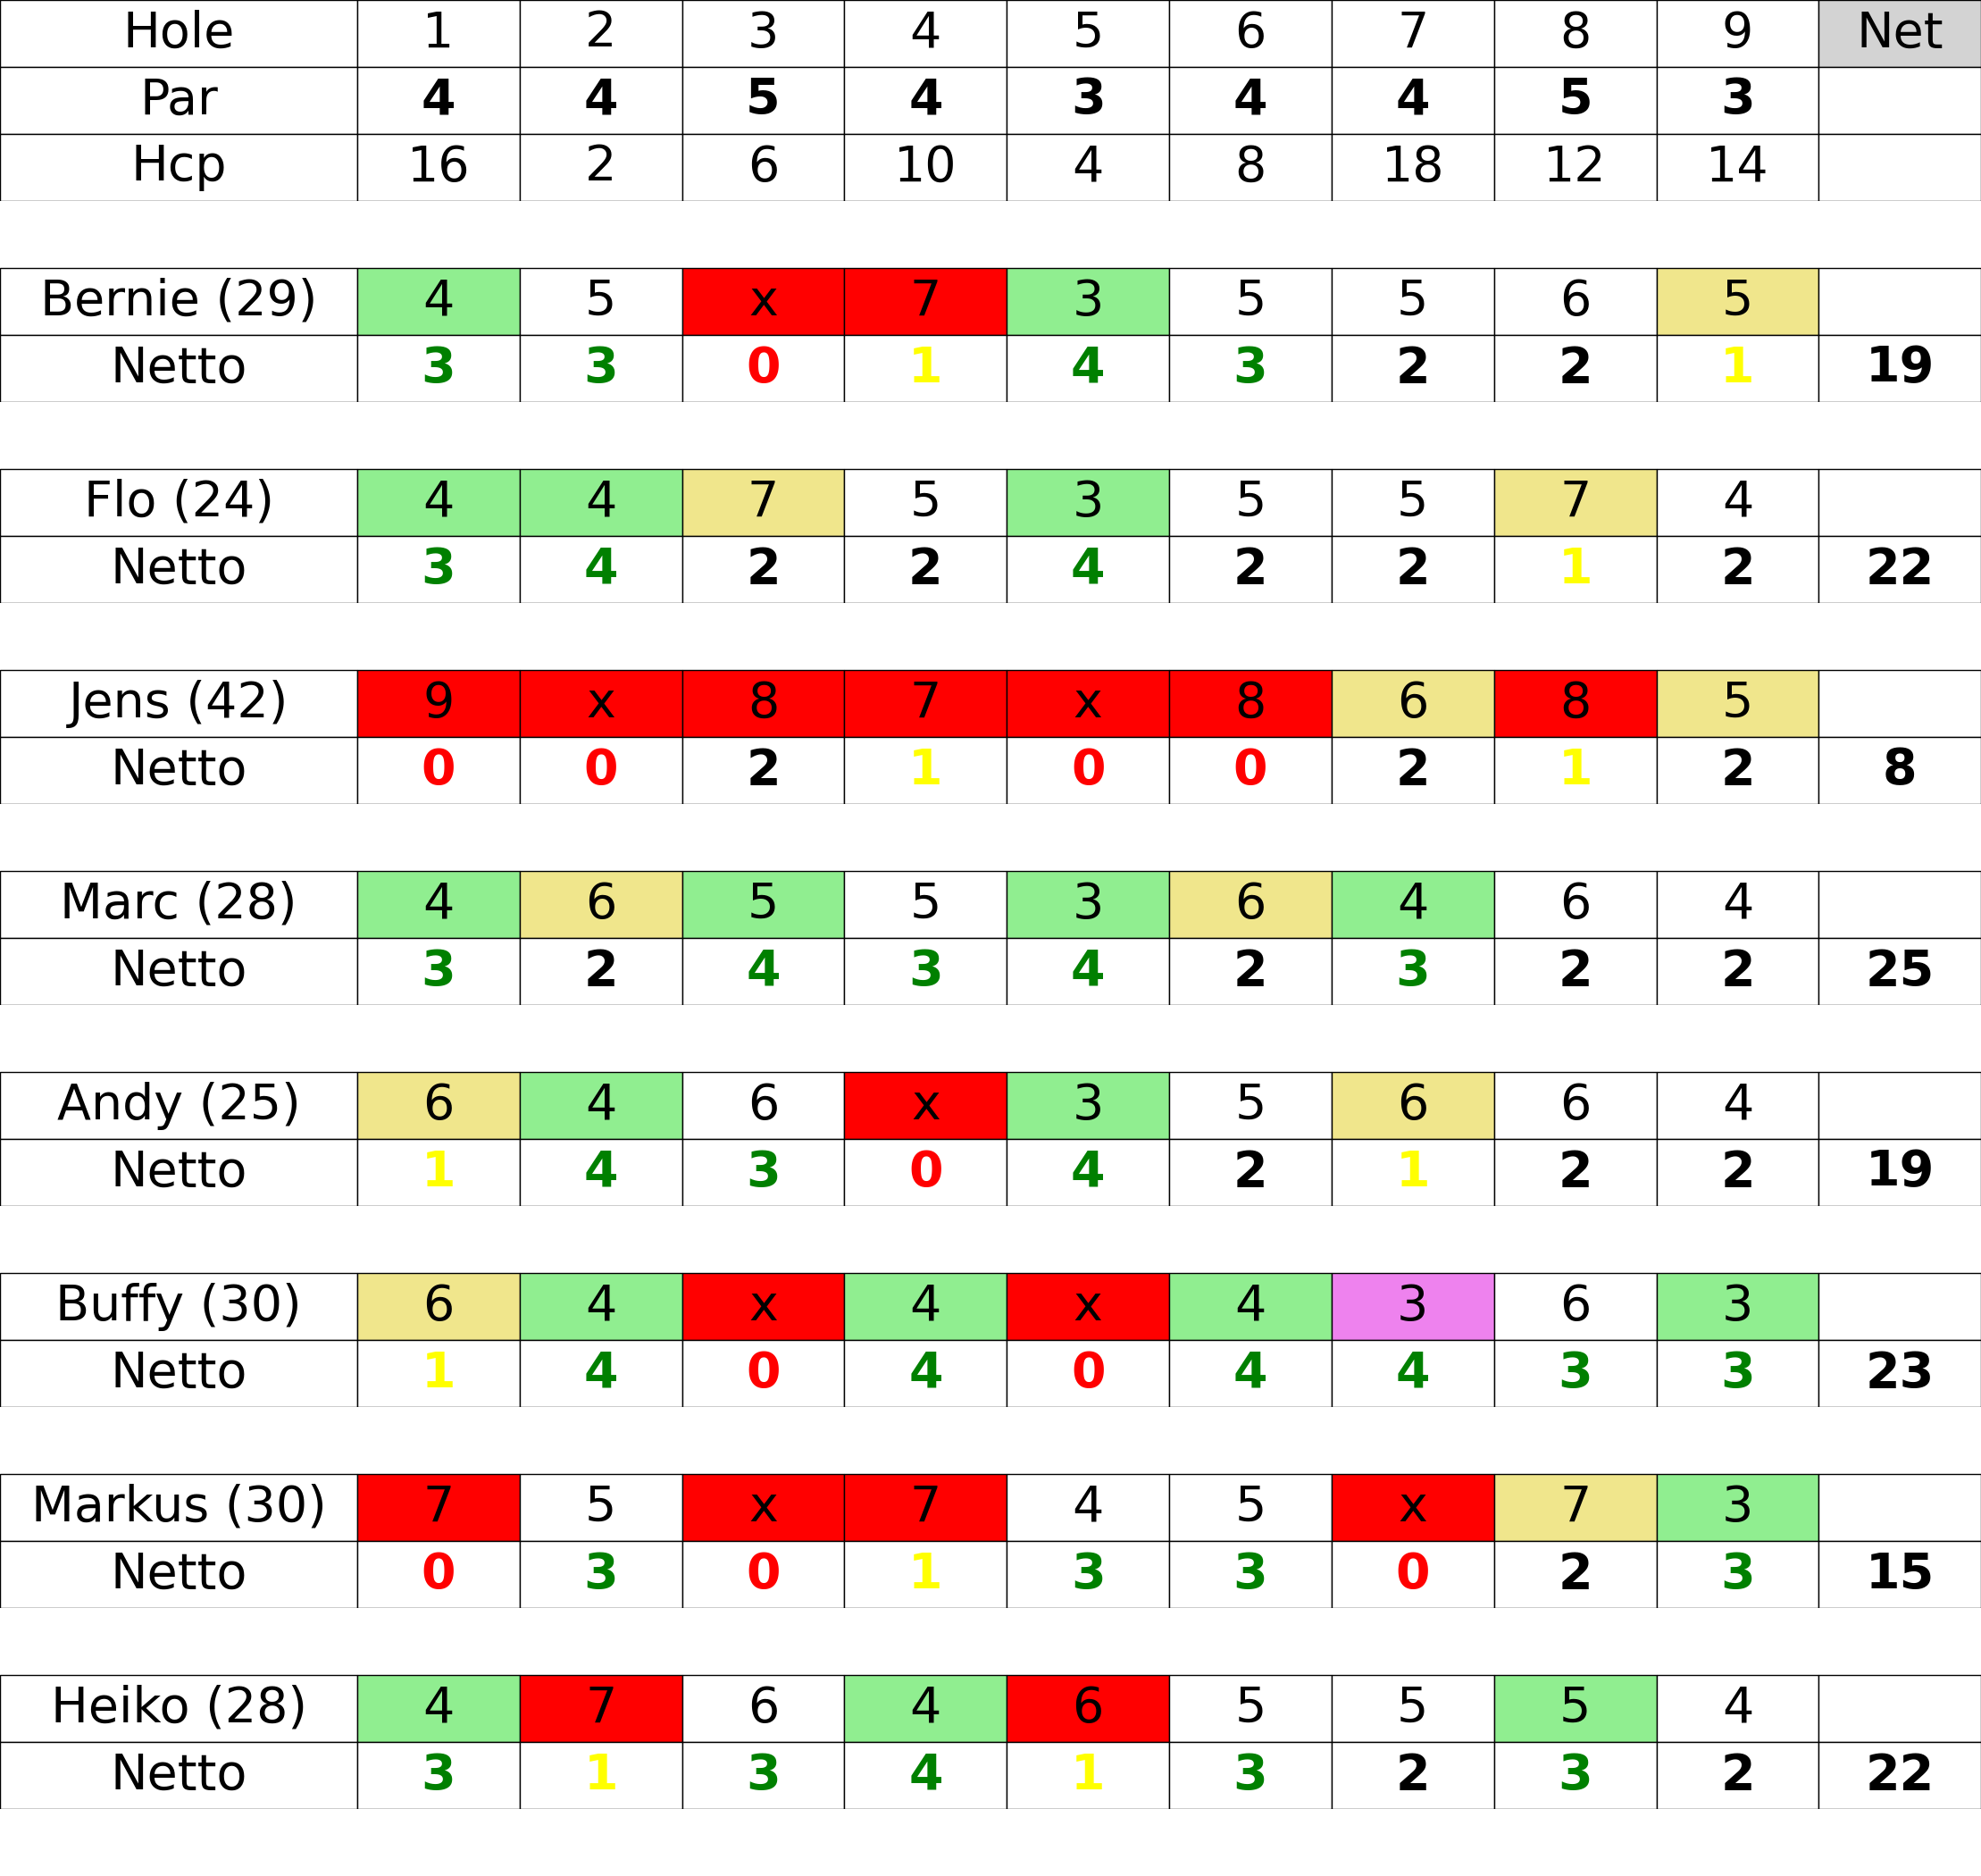 Hole 1 2 3 4 5 6 7 8 9 Net
Par 4 4 5 4 3 4 4 5 3
Hcp 16 2 6 10 4 8 18 12 14
Bernie (29) 4 5 x 7 3 5 5 6 5
Netto 3 3 0 1 4 3 2 2 1 19
Flo (24) 4 4 7 5 3 5 5 7 4
Netto 3 4 2 2 4 2 2 1 2 22
Jens (42) 9 x 8 7 x 8 6 8 5
Netto 0 0 2 1 0 0 2 1 2 8
Marc (28) 4 6 5 5 3 6 4 6 4
Netto 3 2 4 3 4 2 3 2 2 25
Andy (25) 6 4 6 x 3 5 6 6 4
Netto 1 4 3 0 4 2 1 2 2 19
Buffy (30) 6 4 x 4 x 4 3 6 3
Netto 1 4 0 4 0 4 4 3 3 23
Markus (30) 7 5 x 7 4 5 x 7 3
Netto 0 3 0 1 3 3 0 2 3 15
Heiko (28) 4 7 6 4 6 5 5 5 4
Netto 3 1 3 4 1 3 2 3 2 22